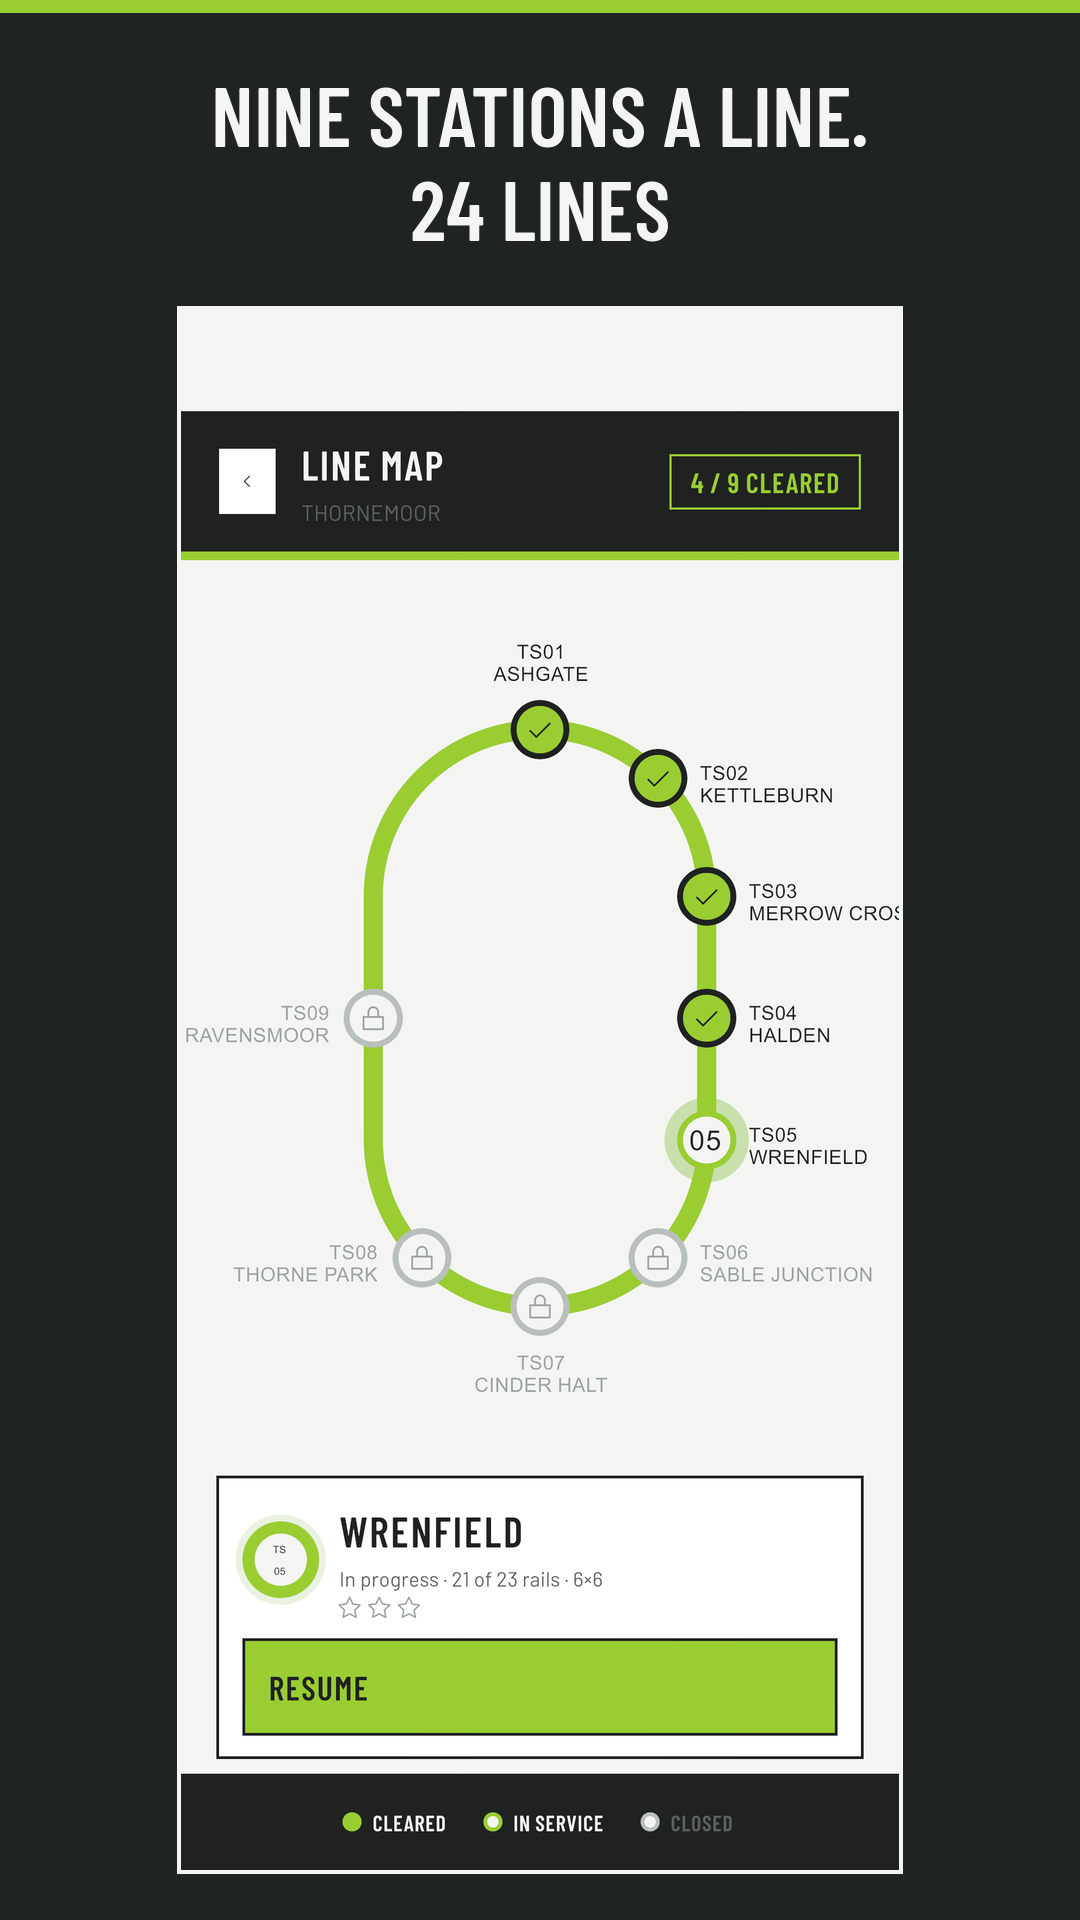 NINE STATIONS A LINE.
24 LINES
LINE MAP
THORNEMOOR
4 / 9 CLEARED
TS01
ASHGATE
TS02
KETTLEBURN
TS03
MERROW CROS
TS04
HALDEN
TS09
RAVENSMOOR
05
TS05
WRENFIELD
TS08
THORNE PARK
TS06
SABLE JUNCTION
TS07
CINDER HALT
TS
05
WRENFIELD
In progress · 21 of 23 rails · 6×6
RESUME
CLEARED
IN SERVICE
CLOSED